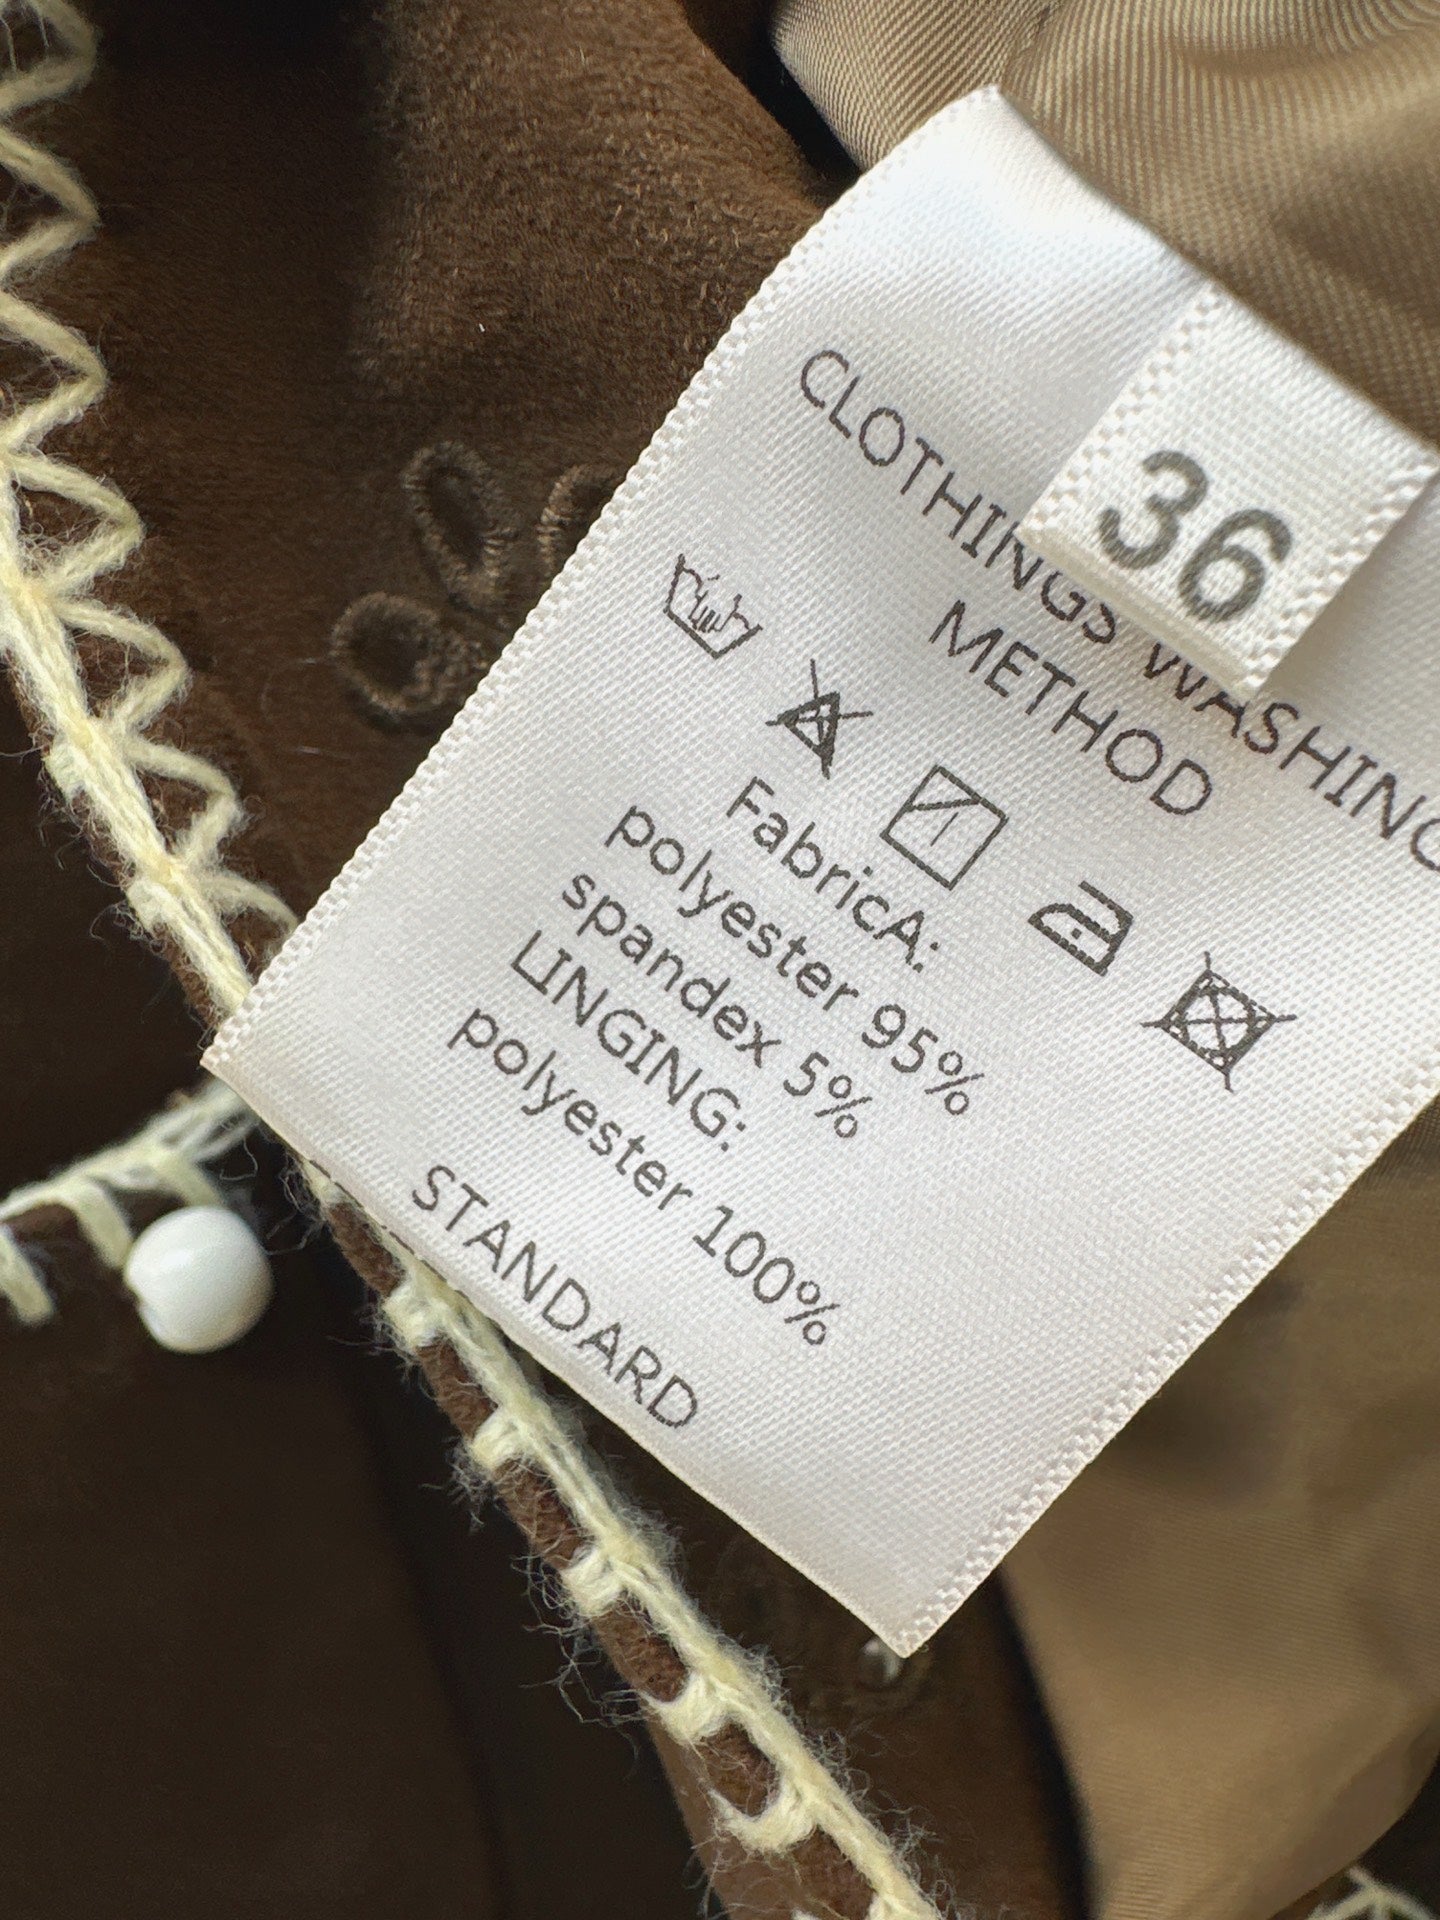 36
CLOTHINGS WASHING
METHOD
FabricA:
polyester 95%
spandex 5%
LINGING:
polyester 100%
STANDARD